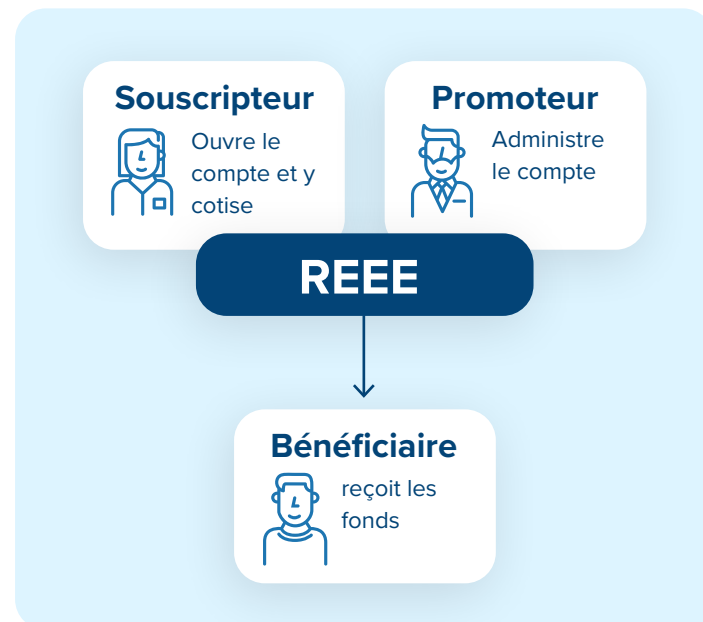 Souscripteur
Ouvre le
compte et y
cotise
Promoteur
Administre
le compte
REEE
Bénéficiaire
reçoit les
fonds